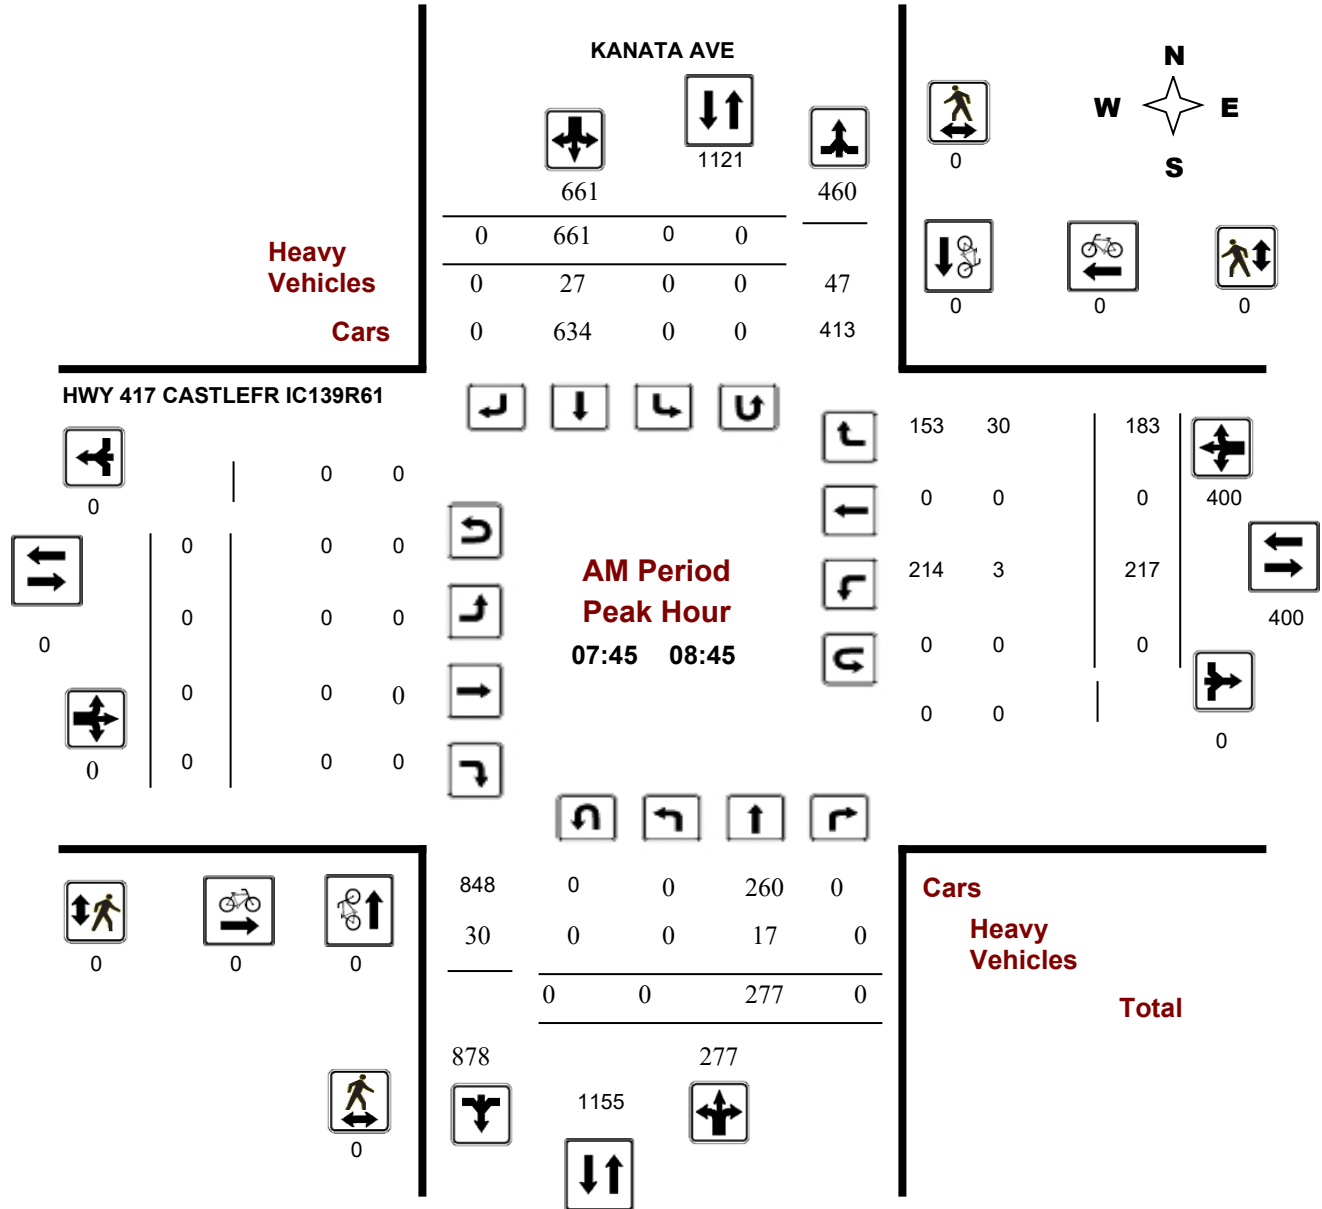 KANATA AVE
N
W E
S
1121
0
661 460
0 661 0 0
Heavy
Vehicles 0 27 0 0 47
0 0 0
Cars 0 634 0 0 413
HWY 417 CASTLEFR IC139R61
153 30 183
0 0
0
0 0 0 400
0 0 0
AM Period
Peak Hour
214 3 217
0 0 0
400
0
07:45 08:45
0 0 0
0 0 0
0 0
0
0 0 0 0
848 0 0 260 0
Cars
30 0 0 17 0
Heavy
Vehicles
0 0 0
0 0 277 0
Total
878 277
1155
0